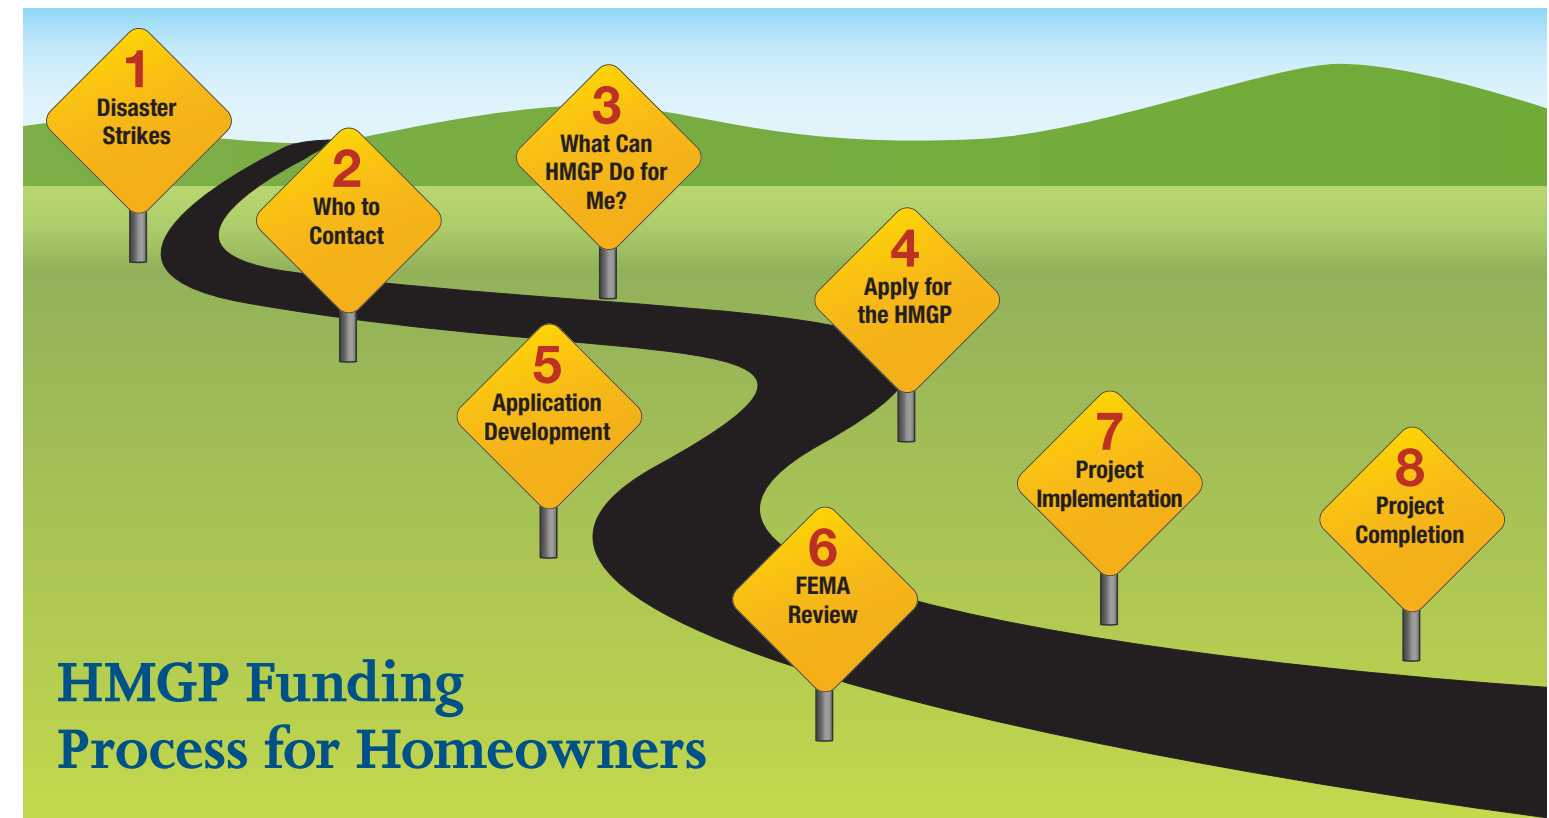 1
Disaster
Strikes
2
Who to
Contact
3
What Can
HMGP Do for
Me?
4
Apply for
the HMGP
5
Application
Development
6
FEMA
Review
7
Project
Implementation
8
Project
Completion
HMGP Funding
Process for Homeowners